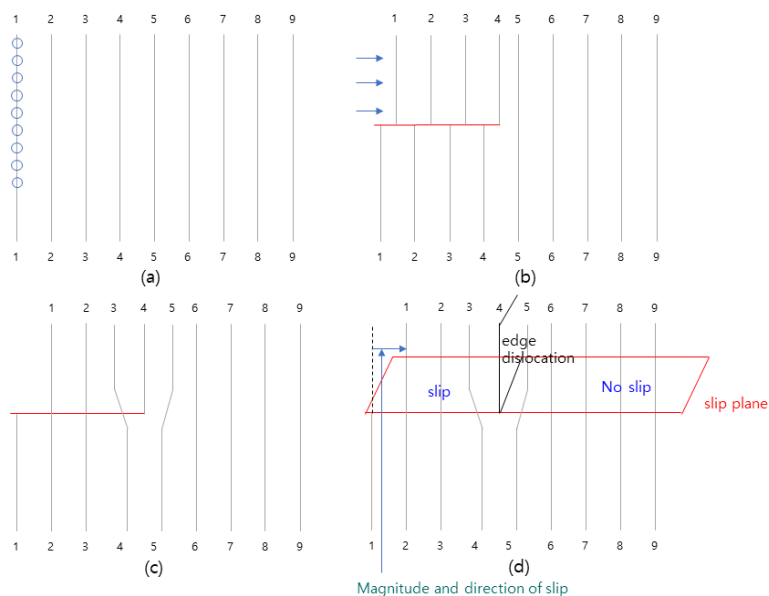 1 2 3 4 5 6 7 8 9
1 2 3 4 5 6 7 8 9
(a)
1 2 3 4 5 6 7 8 9
1 2 3 4 5 6 7 8 9
(b)
1 2 3 4 5 6 7 8 9
1 2 3 4 5 6 7 8 9
(c)
1 2 3 4 5 6 7 8 9
edge
dislocation
slip
No slip
slip plane
1 2 3 4 5 6 7 8 9
(d)
Magnitude and direction of slip